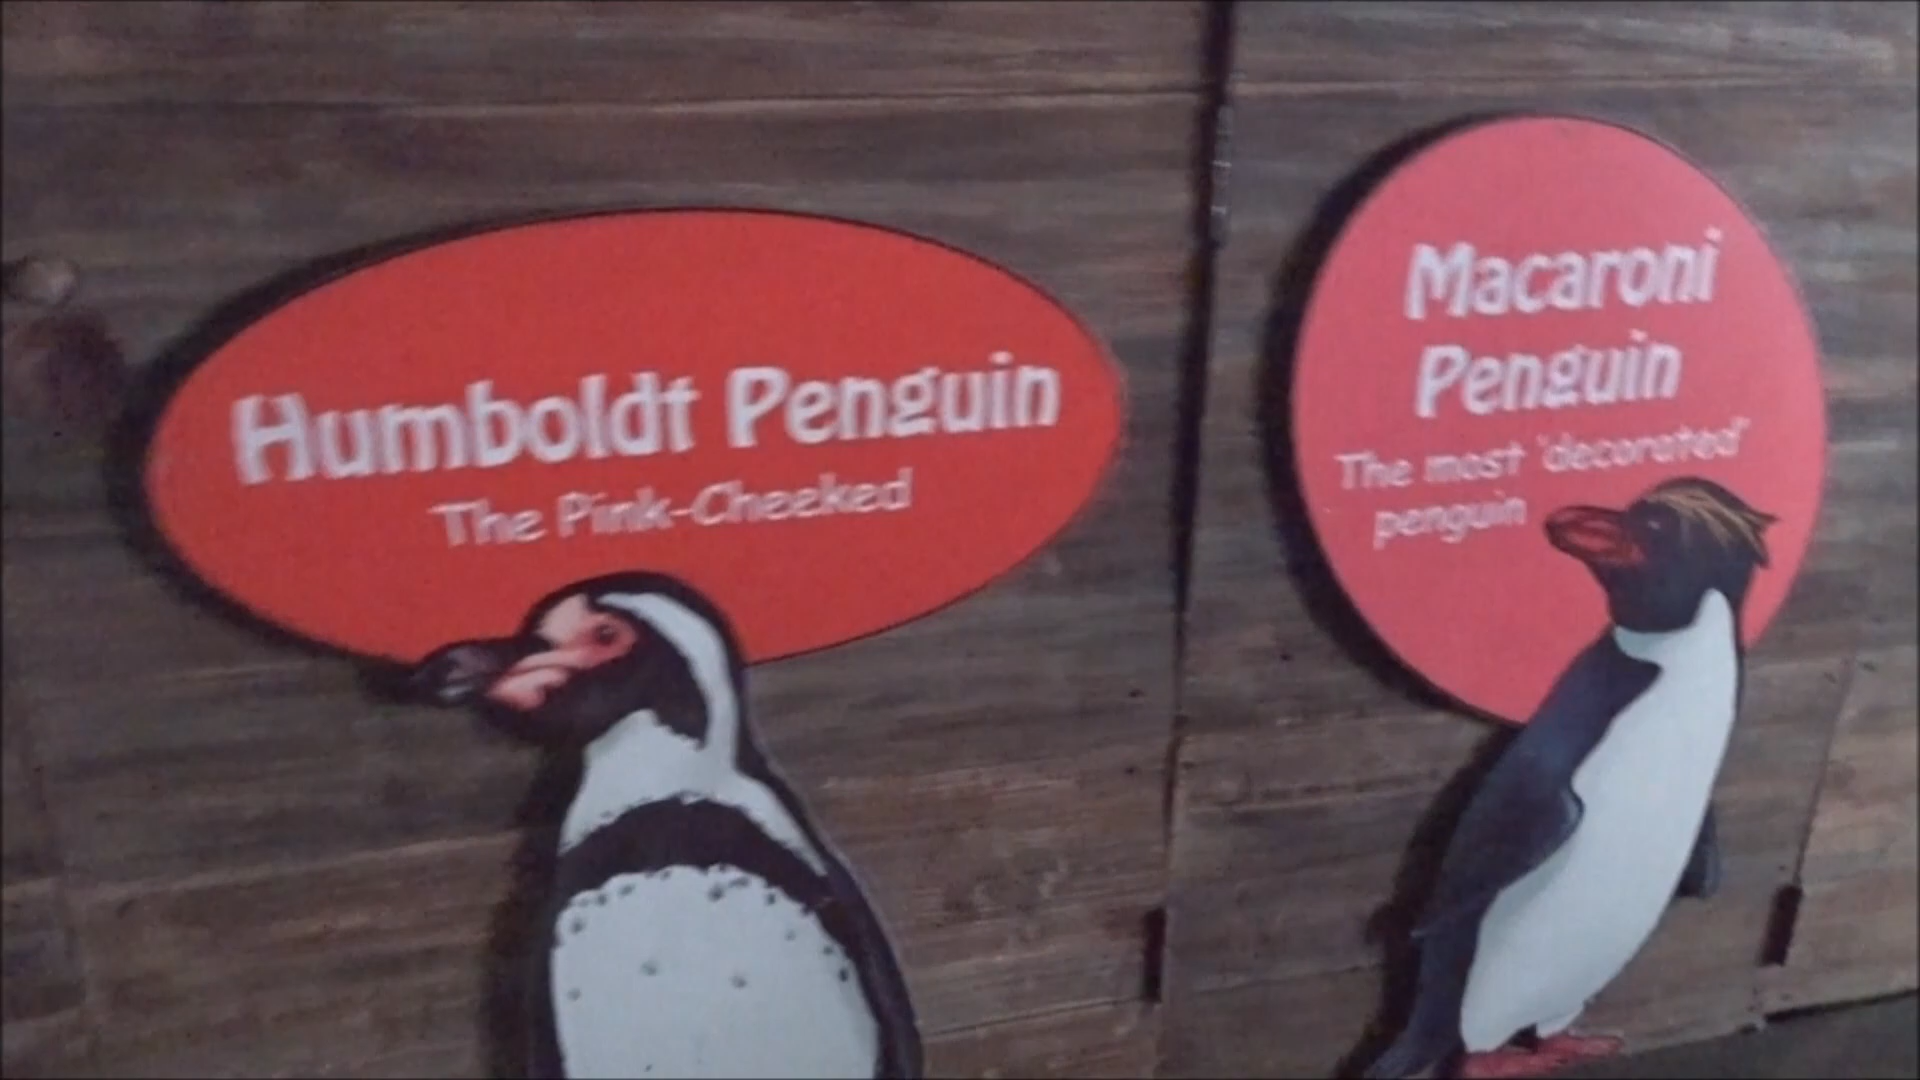 Humboldt Penguin
The Pink-Cheeked
Macaroni
Penguin
The most 'decorated'
penguin